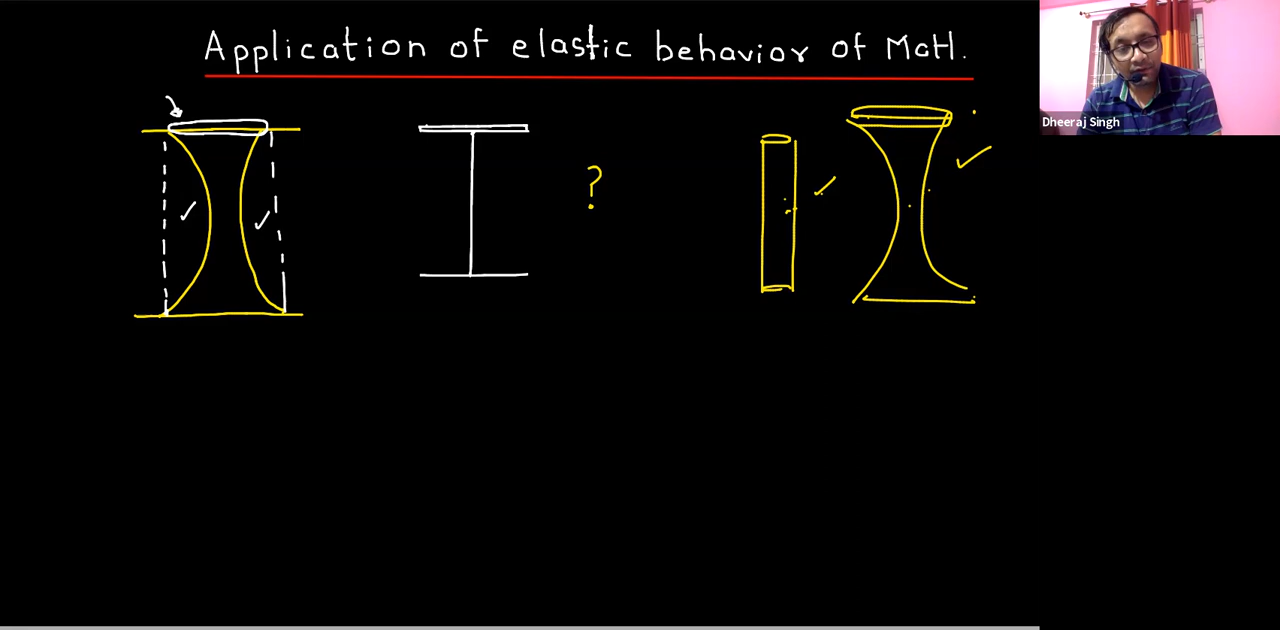 Application of elastic behavior of Matl.
?
Dheeraj Singh